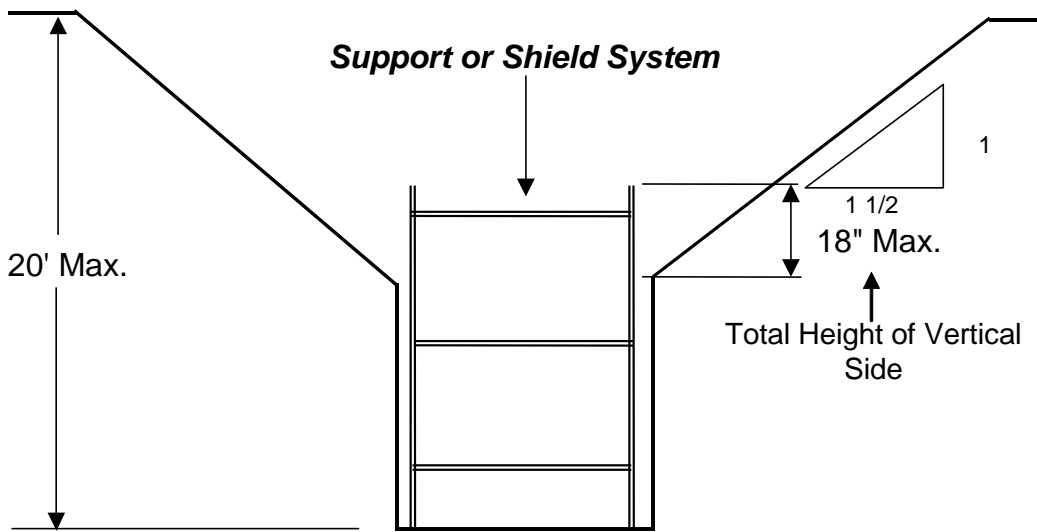 Support or Shield System
1
1 1/2
18" Max.
20' Max.
Total Height of Vertical
Side